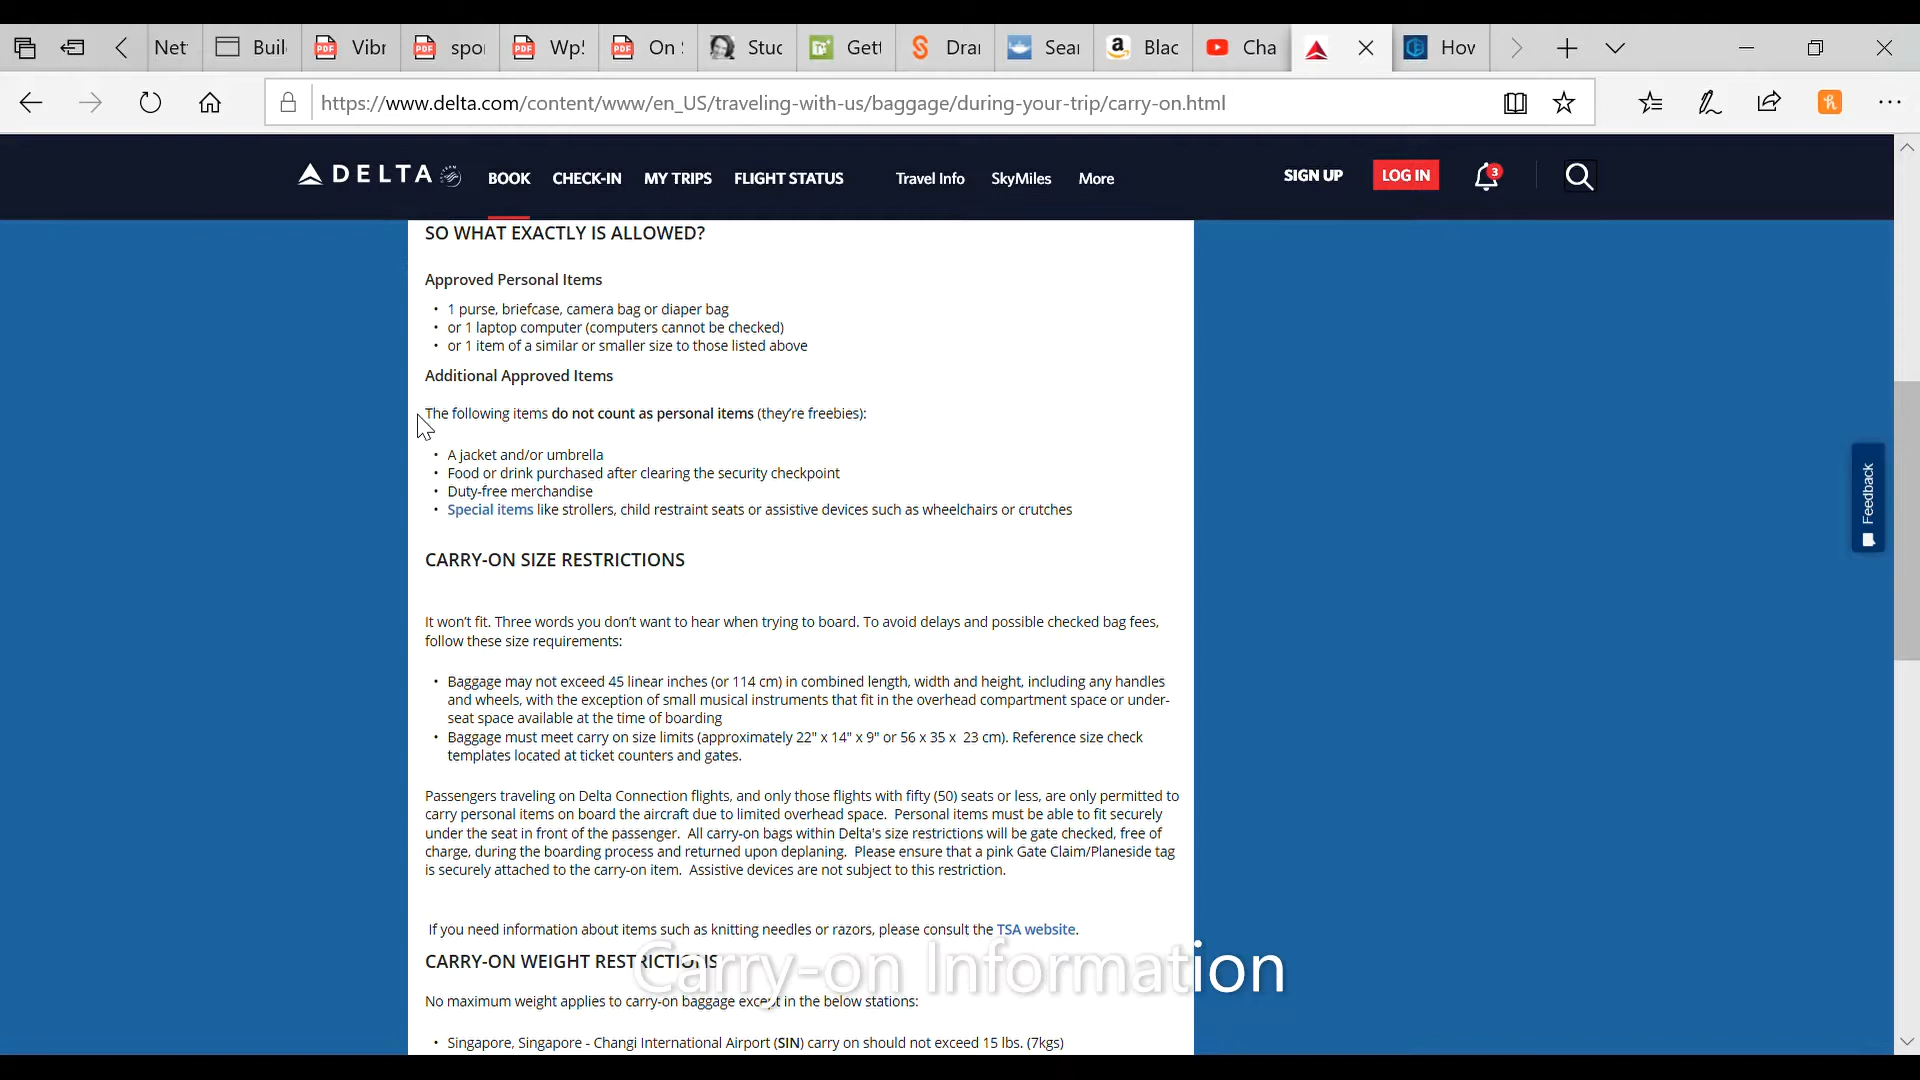 Net
Buil
Vibr
spo
Wp!
On
Stuc
Gett
Drar
Sear
Blac
Cha
Hov
https://www.delta.com/content/www/en_US/traveling-with-us/baggage/during-your-trip/carry-on.html
DELTA BOOK CHECK-IN MY TRIPS FLIGHT STATUS Travel Info SkyMiles More SIGN UP LOG IN 3
SO WHAT EXACTLY IS ALLOWED?
Approved Personal Items
• 1 purse, briefcase, camera bag or diaper bag
• or 1 laptop computer (computers cannot be checked)
• or 1 item of a similar or smaller size to those listed above
Additional Approved Items
The following items do not count as personal items (they’re freebies):
• A jacket and/or umbrella
• Food or drink purchased after clearing the security checkpoint
• Duty-free merchandise
• Special items like strollers, child restraint seats or assistive devices such as wheelchairs or crutches
Feedback
CARRY-ON SIZE RESTRICTIONS
It won’t fit. Three words you don’t want to hear when trying to board. To avoid delays and possible checked bag fees,
follow these size requirements:
• Baggage may not exceed 45 linear inches (or 114 cm) in combined length, width and height, including any handles
and wheels, with the exception of small musical instruments that fit in the overhead compartment space or under-
seat space available at the time of boarding
• Baggage must meet carry on size limits (approximately 22" x 14" x 9" or 56 x 35 x 23 cm). Reference size check
templates located at ticket counters and gates.
Passengers traveling on Delta Connection flights, and only those flights with fifty (50) seats or less, are only permitted to
carry personal items on board the aircraft due to limited overhead space. Personal items must be able to fit securely
under the seat in front of the passenger. All carry-on bags within Delta's size restrictions will be gate checked, free of
charge, during the boarding process and returned upon deplaning. Please ensure that a pink Gate Claim/Planeside tag
is securely attached to the carry-on item. Assistive devices are not subject to this restriction.
If you need information about items such as knitting needles or razors, please consult the TSA website.
CARRY-ON WEIGHT RESTRICTIONS
Carry-on Information
No maximum weight applies to carry-on baggage except in the below stations:
• Singapore, Singapore - Changi International Airport (SIN) carry on should not exceed 15 lbs. (7kgs)